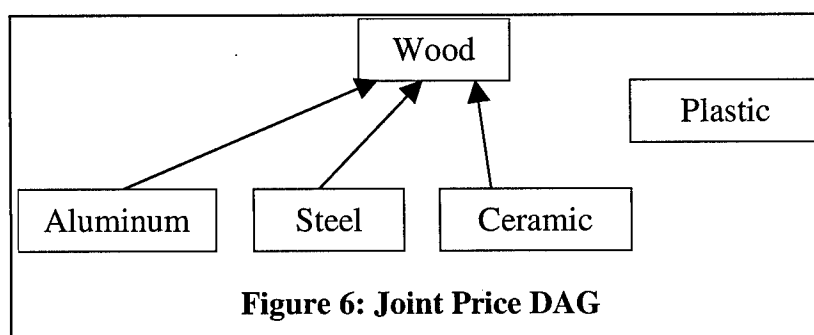 Wood
Plastic
Aluminum Steel Ceramic
Figure 6: Joint Price DAG